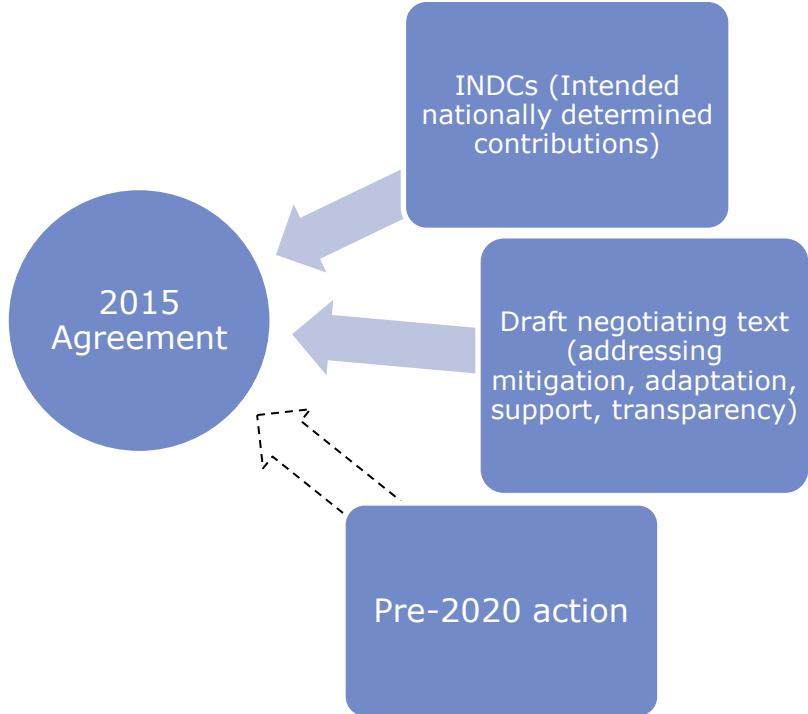 INDCs (Intended
nationally determined
contributions)
2015
Agreement
Draft negotiating text
(addressing
mitigation, adaptation,
support, transparency)
Pre-2020 action